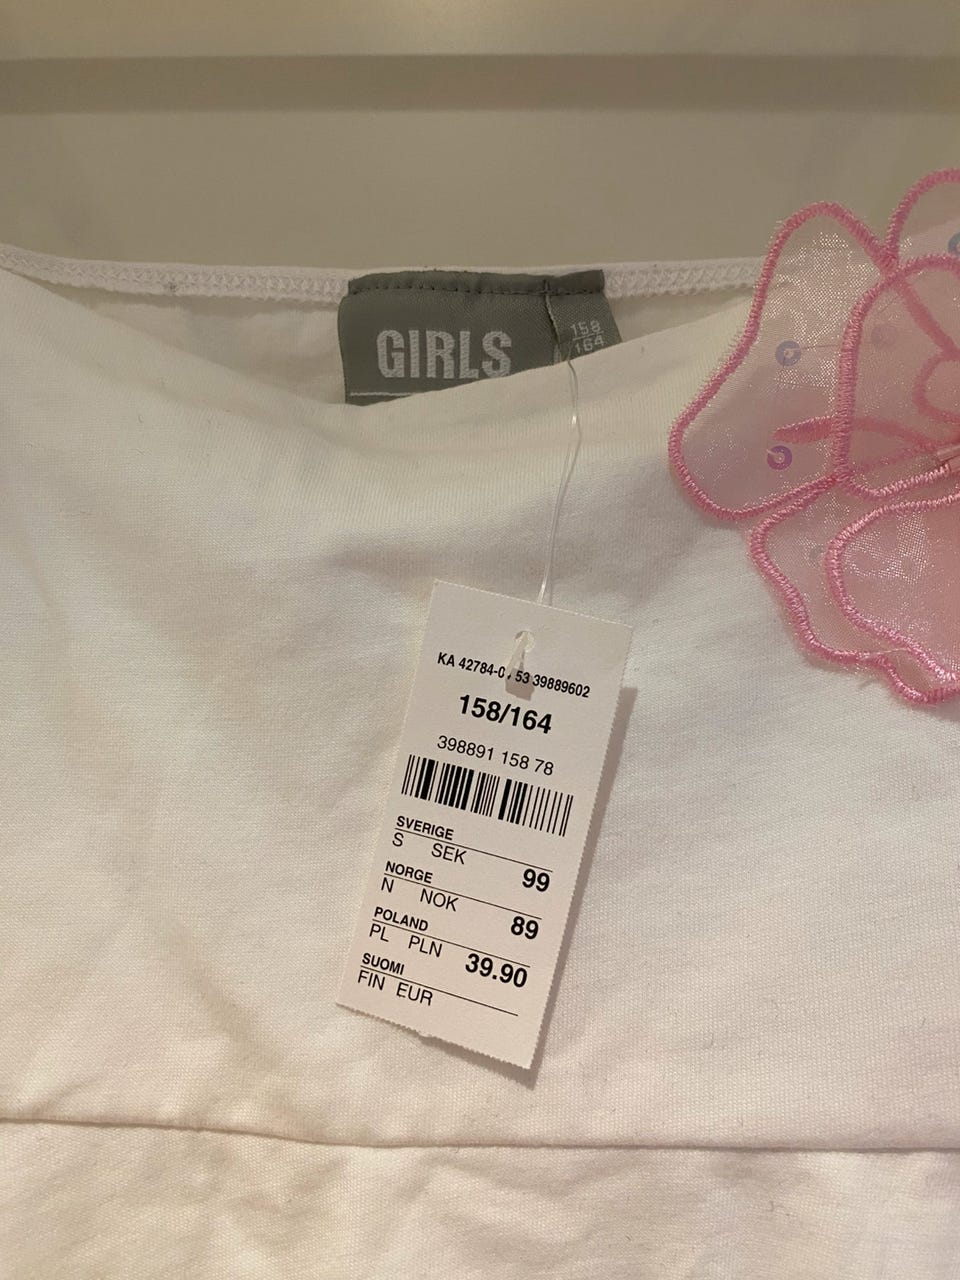 GIRLS
158
164
KA 42784-0 53 39889602
158/164
398891 158 78
SVERIGE
S SEK 99
NORGE
N NOK 89
POLAND
PL PLN 39.90
SUOMI
FIN EUR